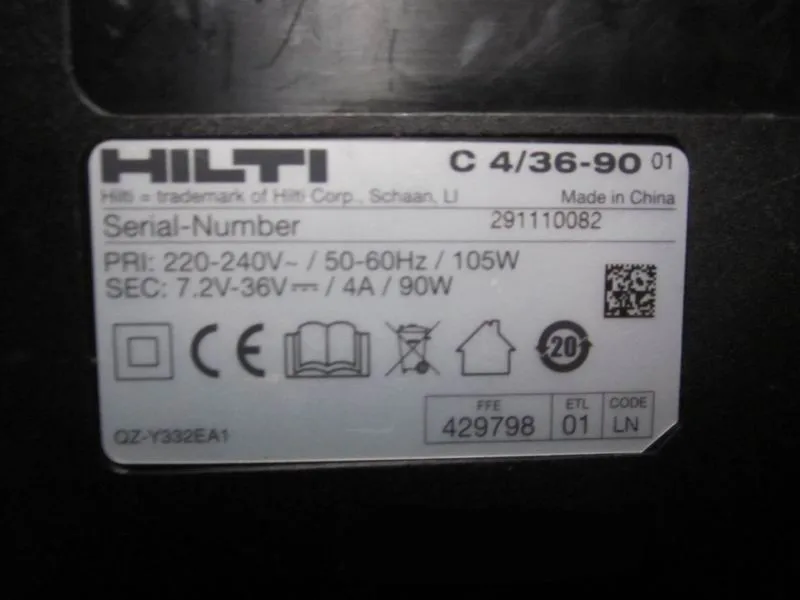 HILTI C 4/36-90 01
Hilti = trademark of Hilti Corp., Schaan, LI Made in China
Serial-Number 291110082
PRI: 220-240V~ / 50-60Hz / 105W
SEC: 7.2V-36V⎓ / 4A / 90W
CE 20
FFE ETL CODE
429798 01 LN
QZ-Y332EA1